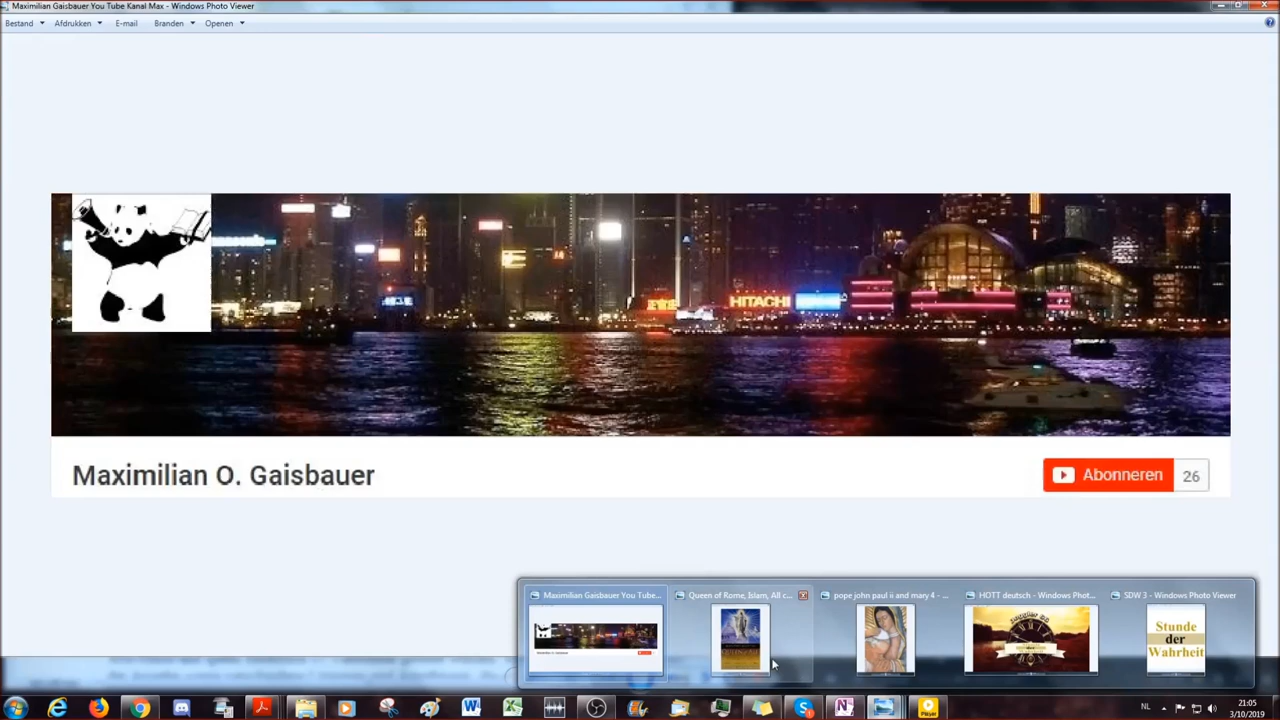 Maximilian Gaisbauer You Tube Kanal Max - Windows Photo Viewer
Bestand Afdrukken E-mail Branden Openen
HITACHI
Maximilian O. Gaisbauer
Abonneren 26
Maximilian Gaisbauer You Tube... Queen of Rome, Islam, All c... pope john paul ii and mary 4 - ... HOTT deutsch - Windows Phot... SDW 3 - Windows Photo Viewer
Stunde
der
Wahrheit
NL 21:05
3/10/2019